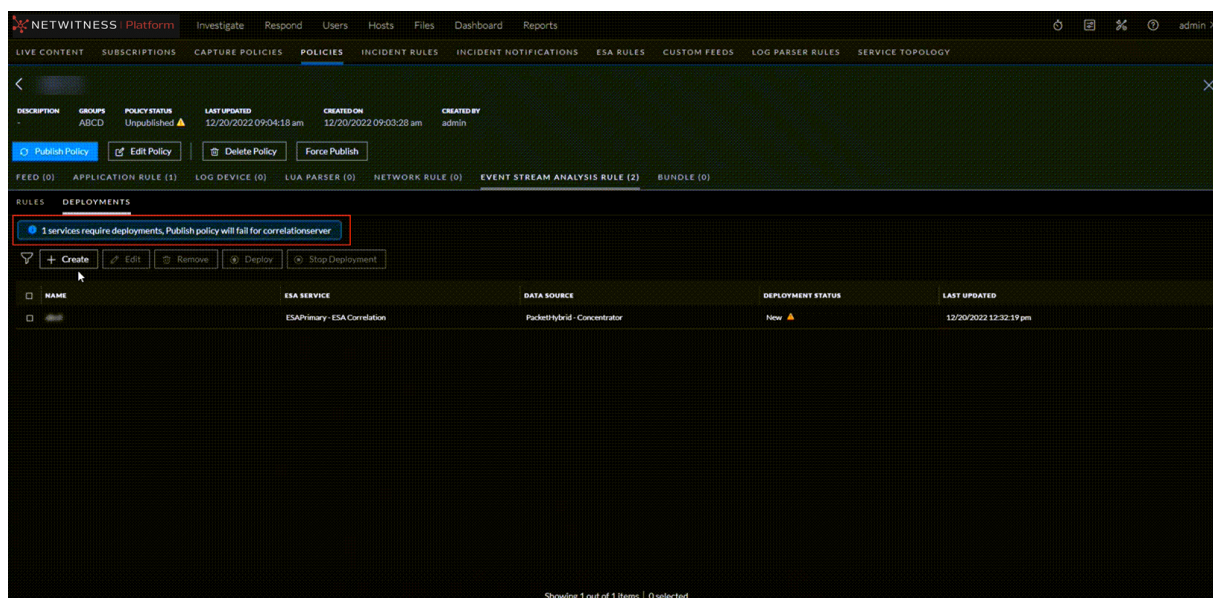 NETWITNESS | Platform Investigate Respond Users Hosts Files Dashboard Reports admin
LIVE CONTENT SUBSCRIPTIONS CAPTURE POLICIES POLICIES INCIDENT RULES INCIDENT NOTIFICATIONS ESA RULES CUSTOM FEEDS LOG PARSER RULES SERVICE TOPOLOGY
DESCRIPTION GROUPS POLICY STATUS LAST UPDATED CREATED ON CREATED BY
- ABCD Unpublished 12/20/2022 09:04:18 am 12/20/2022 09:03:28 am admin
Publish Policy Edit Policy Delete Policy Force Publish
FEED (0) APPLICATION RULE (1) LOG DEVICE (0) LUA PARSER (0) NETWORK RULE (0) EVENT STREAM ANALYSIS RULE (2) BUNDLE (0)
RULES DEPLOYMENTS
1 services require deployments, Publish policy will fail for correlationserver
+ Create Edit Remove Deploy Stop Deployment
NAME ESA SERVICE DATA SOURCE DEPLOYMENT STATUS LAST UPDATED
ESAPrimary - ESA Correlation PacketHybrid - Concentrator New 12/20/2022 12:32:19 pm
Showing 1 out of 1 items | 0 selected